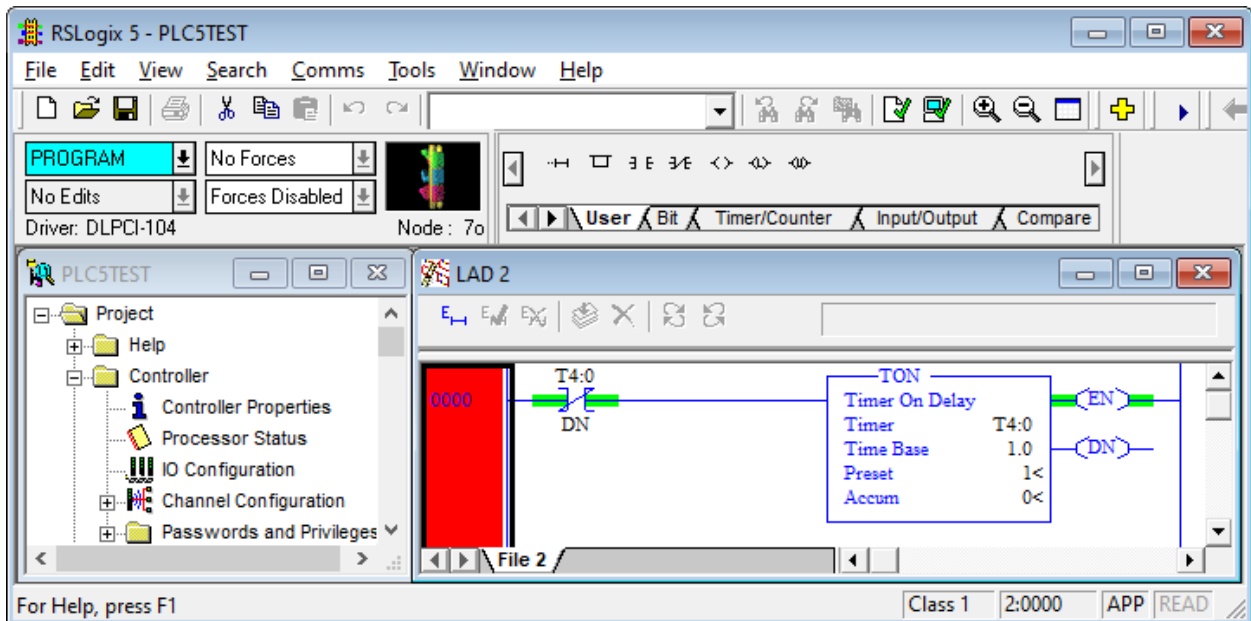 RSLogix 5 - PLC5TEST
File Edit View Search Comms Tools Window Help
PROGRAM No Forces
No Edits Forces Disabled
Driver: DLPCI-104 Node : 7o
User Bit Timer/Counter Input/Output Compare
PLC5TEST
Project
Help
Controller
Controller Properties
Processor Status
IO Configuration
Channel Configuration
Passwords and Privileges
LAD 2
0000
T4:0
DN
TON
Timer On Delay
Timer T4:0
Time Base 1.0
Preset 1<
Accum 0<
EN
DN
File 2
For Help, press F1 Class 1 2:0000 APP READ